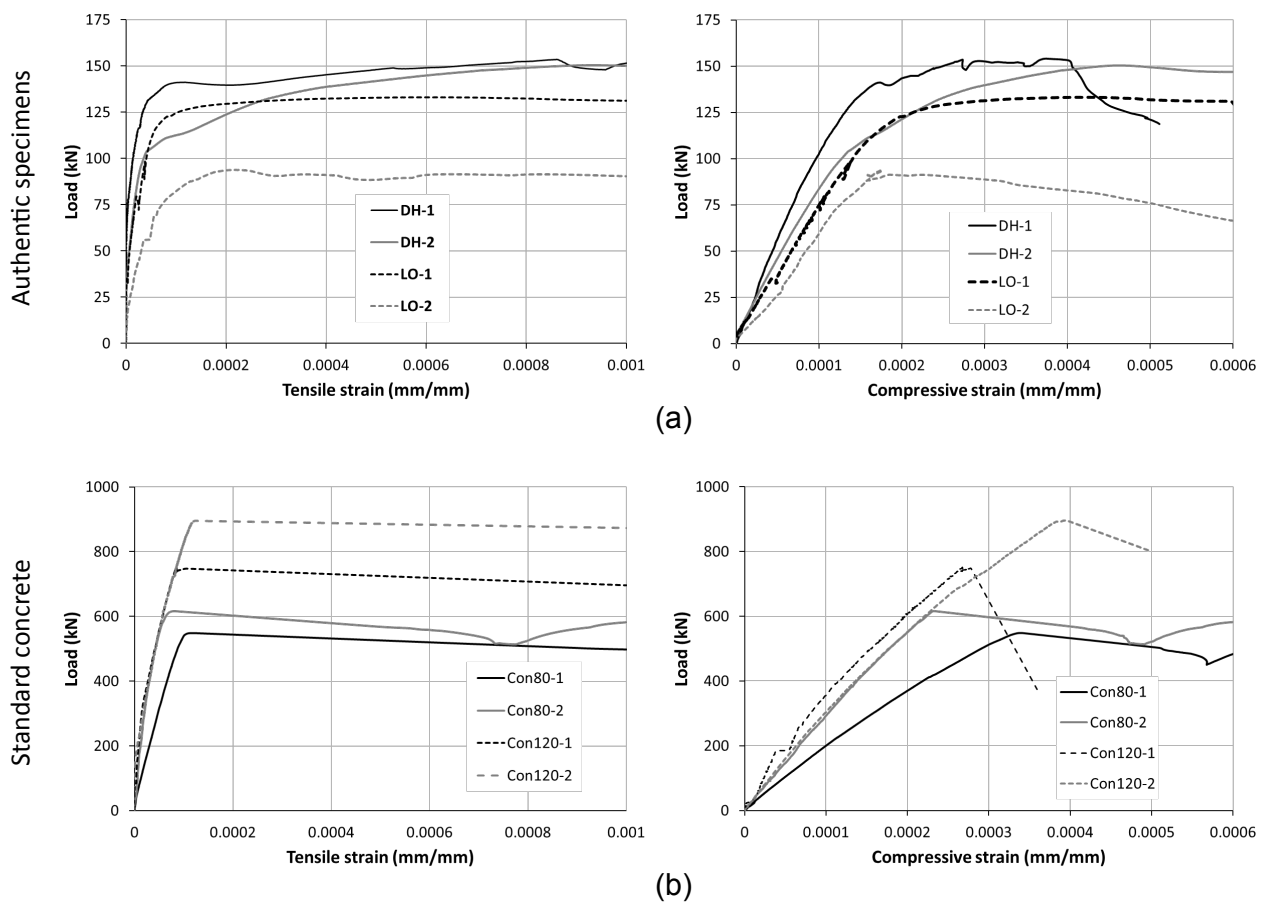 Authentic specimens
175
150
125
100
75
50
25
0
Load (kN)
0 0.0002 0.0004 0.0006 0.0008 0.001
Tensile strain (mm/mm)
DH-1
DH-2
LO-1
LO-2
175
150
125
100
75
50
25
0
Load (kN)
0 0.0001 0.0002 0.0003 0.0004 0.0005 0.0006
Compressive strain (mm/mm)
DH-1
DH-2
LO-1
LO-2
(a)
Standard concrete
1000
800
600
400
200
0
Load (kN)
0 0.0002 0.0004 0.0006 0.0008 0.001
Tensile strain (mm/mm)
Con80-1
Con80-2
Con120-1
Con120-2
1000
800
600
400
200
0
Load (kN)
0 0.0001 0.0002 0.0003 0.0004 0.0005 0.0006
Compressive strain (mm/mm)
Con80-1
Con80-2
Con120-1
Con120-2
(b)